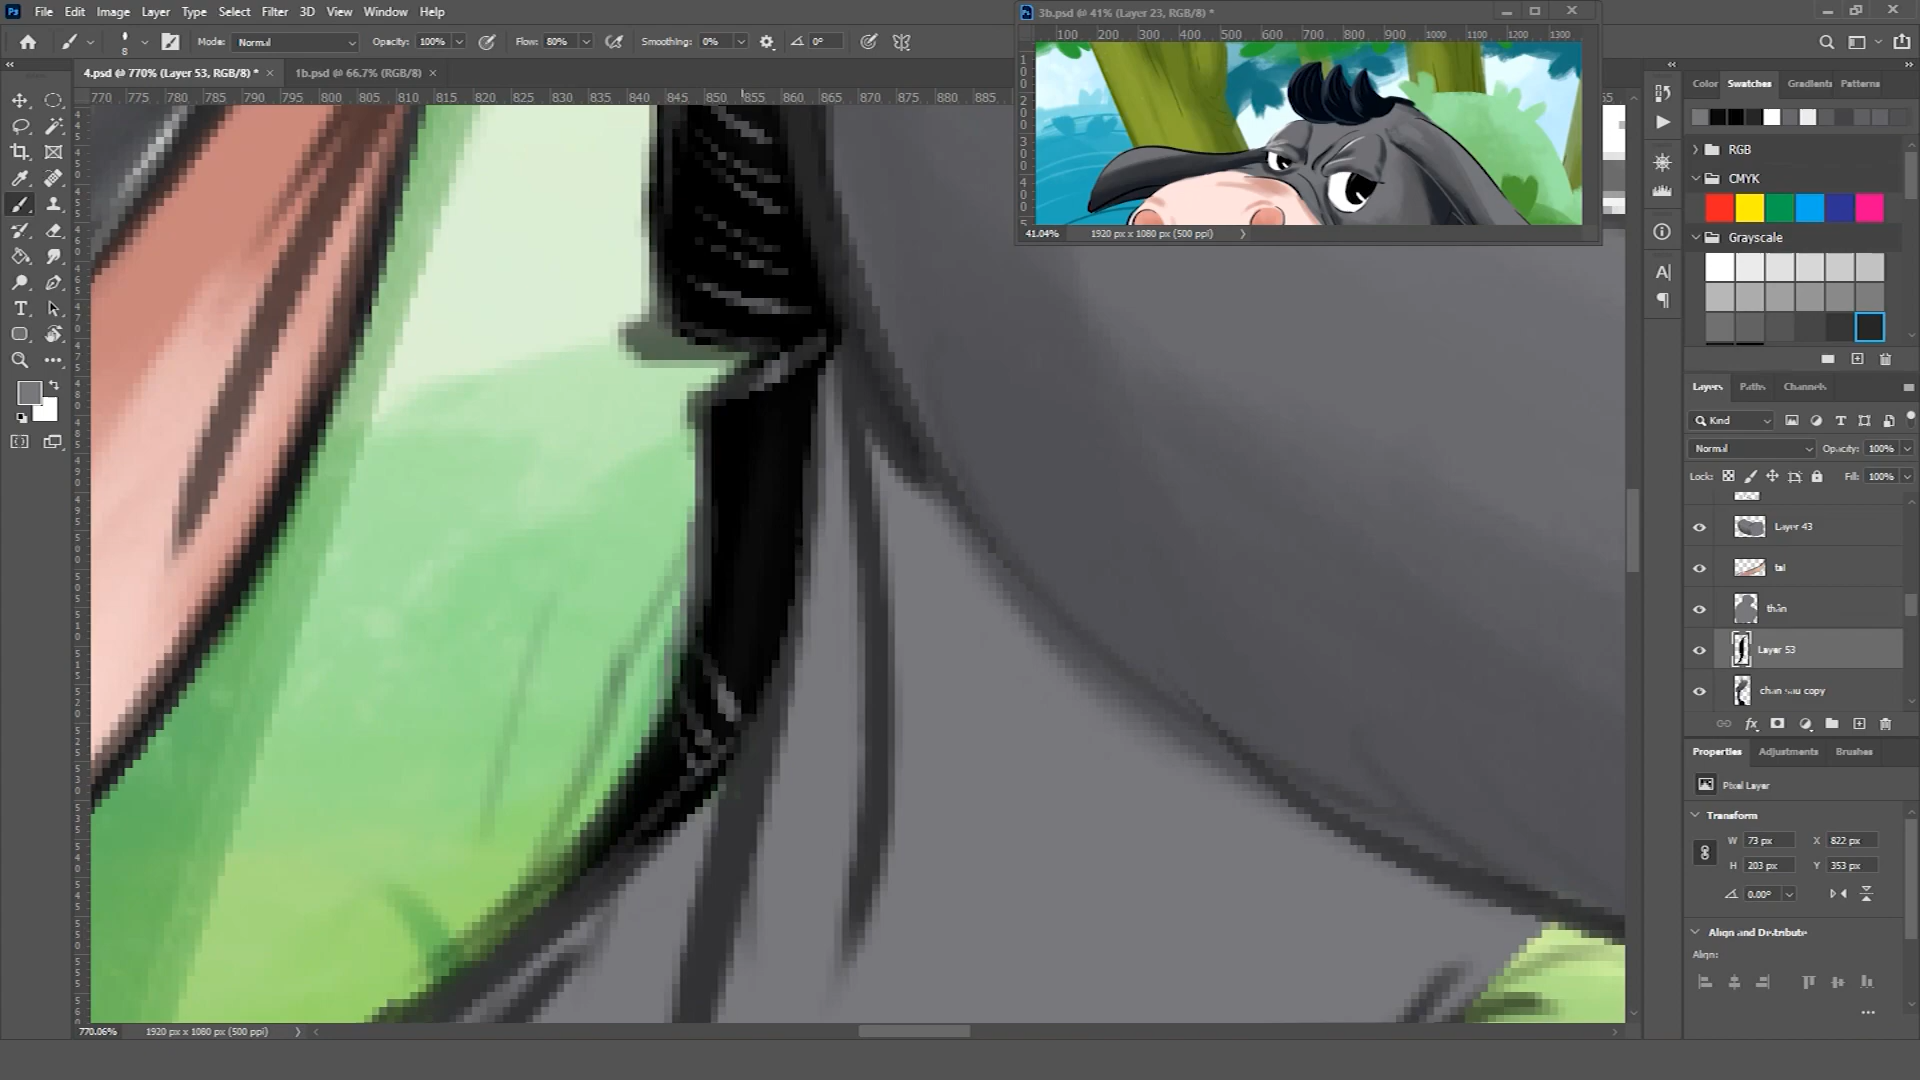 Ps File Edit Image Layer Type Select Filter 3D View Window Help
3b.psd @ 41% (Layer 23, RGB/8) *
8 Mode: Normal Opacity: 100% Flow: 80% Smoothing: 0% 0°
100 200 300 400 500 600 700 800 900 1000 1100 1200 1300
41.04% 1920 px x 1080 px (500 ppi)
4.psd @ 770% (Layer 53, RGB/8) * 1b.psd @ 66.7% (RGB/8)
770 775 780 785 790 795 800 805 810 815 820 825 830 835 840 845 850 855 860 865 870 875 880 885
770.06% 1920 px x 1080 px (500 ppi)
Color Swatches Gradients Patterns
RGB
CMYK
Grayscale
Layers Paths Channels
Kind
Normal Opacity: 100%
Lock: Fill: 100%
Layer 43
tai
thân
Layer 53
chan sau copy
Properties Adjustments Brushes
Pixel Layer
Transform
W 73 px X 822 px
H 203 px Y 353 px
0.00°
Align and Distribute
Align: